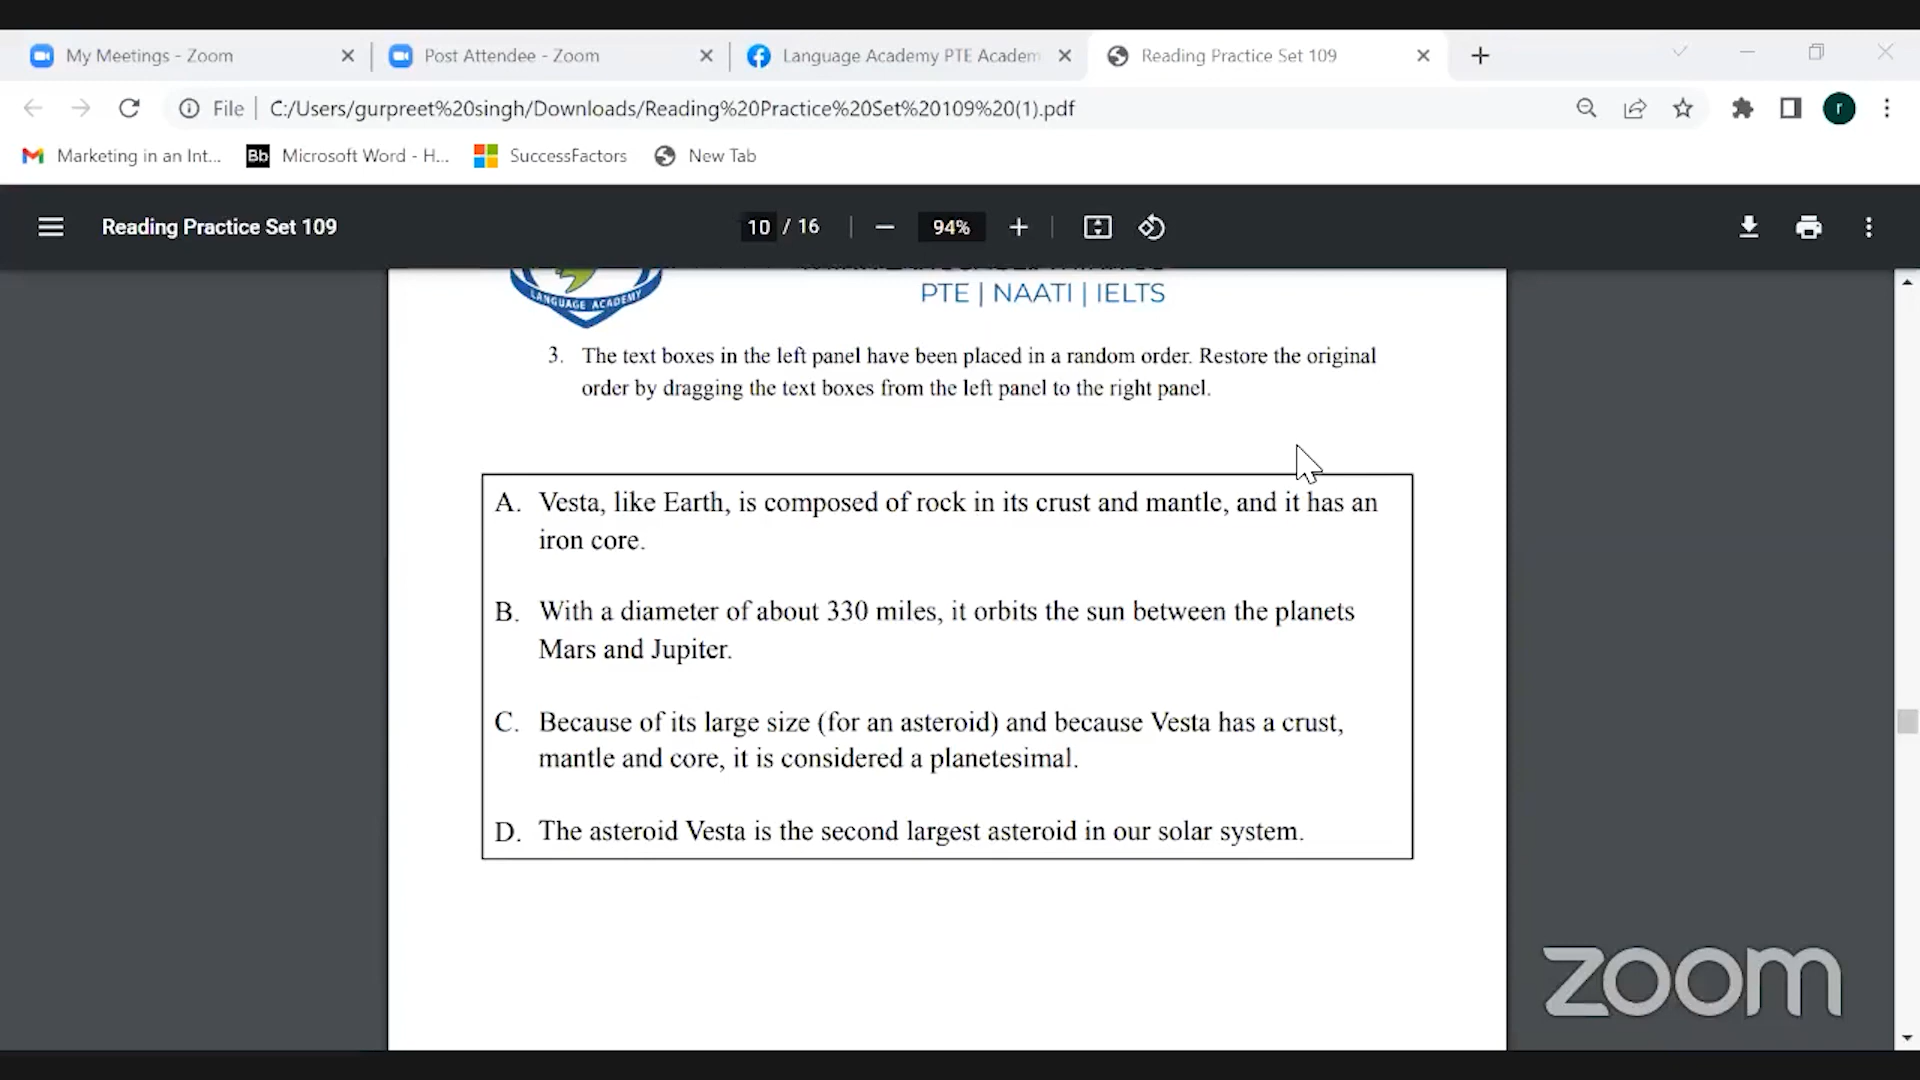 My Meetings - Zoom
Post Attendee - Zoom
Language Academy PTE Academ
Reading Practice Set 109
File
C:/Users/gurpreet%20singh/Downloads/Reading%20Practice%20Set%20109%20(1).pdf
r
Marketing in an Int...
Bb Microsoft Word - H...
SuccessFactors
New Tab
Reading Practice Set 109
10 / 16
94%
LANGUAGE ACADEMY
PTE | NAATI | IELTS
3. The text boxes in the left panel have been placed in a random order. Restore the original
order by dragging the text boxes from the left panel to the right panel.
A. Vesta, like Earth, is composed of rock in its crust and mantle, and it has an
iron core.
B. With a diameter of about 330 miles, it orbits the sun between the planets
Mars and Jupiter.
C. Because of its large size (for an asteroid) and because Vesta has a crust,
mantle and core, it is considered a planetesimal.
D. The asteroid Vesta is the second largest asteroid in our solar system.
zoom